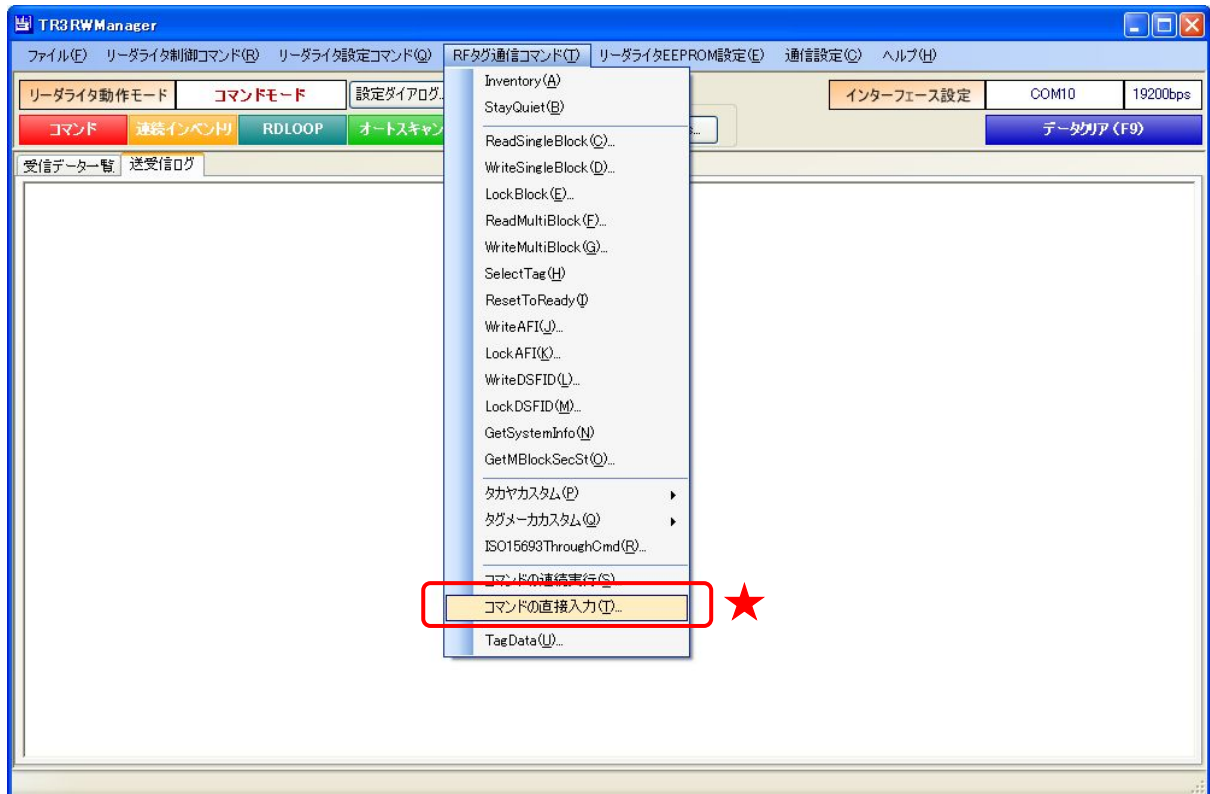 TR3RWManager
ファイル(F) リーダライタ制御コマンド(R) リーダライタ設定コマンド(Q) RFタグ通信コマンド(T) リーダライタEEPROM設定(E) 通信設定(C) ヘルプ(H)
リーダライタ動作モード コマンドモード 設定ダイアログ... インターフェース設定 COM10 19200bps
コマンド 連続インベントリ RDLOOP オートスキャン データクリア(F9)
受信データ一覧 送受信ログ
Inventory(A)
StayQuiet(B)
ReadSingleBlock(C)...
WriteSingleBlock(D)...
LockBlock(E)...
ReadMultiBlock(F)...
WriteMultiBlock(G)...
SelectTag(H)
ResetToReady(I)
WriteAFI(J)...
LockAFI(K)...
WriteDSFID(L)...
LockDSFID(M)...
GetSystemInfo(N)
GetMBlockSecSt(O)...
タカヤカスタム(P)
タグメーカカスタム(Q)
ISO15693ThroughCmd(R)...
コマンドの連続実行(S)
コマンドの直接入力(T)...
TagData(U)...